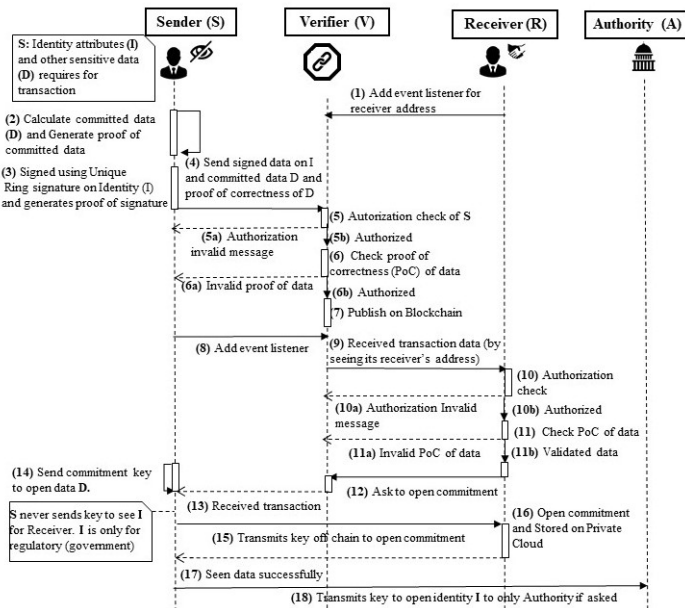 Sender (S)
Verifier (V)
Receiver (R)
Authority (A)
S: Identity attributes (I)
and other sensitive data
(D) requires for
transaction
(1) Add event listener for
receiver address
(2) Calculate committed data
(D) and Generate proof of
committed data
(3) Signed using Unique
Ring signature on Identity (I)
and generates proof of signature
(4) Send signed data on I
and committed data D and
proof of correctness of D
(5) Autorization check of S
(5a) Authorization
invalid message
(5b) Authorized
(6) Check proof of
correctness (PoC) of data
(6a) Invalid proof of data
(6b) Authorized
(7) Publish on Blockchain
(8) Add event listener
(9) Received transaction data (by
seeing its receiver's address)
(10) Authorization
check
(10a) Authorization Invalid
message
(10b) Authorized
(11) Check PoC of data
(11a) Invalid PoC of data
(11b) Validated data
(12) Ask to open commitment
(13) Received transaction
(14) Send commitment key
to open data D.
S never sends key to see I
for Receiver. I is only for
regulatory (government)
(15) Transmits key off chain to open commitment
(16) Open commitment
and Stored on Private
Cloud
(17) Seen data successfully
(18) Transmits key to open identity I to only Authority if asked